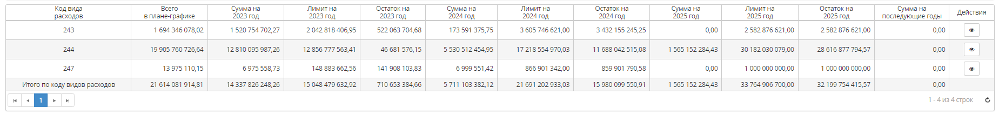 Код вида расходов | Всего в плане-графике | Сумма на 2023 год | Лимит на 2023 год | Остаток на 2023 год | Сумма на 2024 год | Лимит на 2024 год | Остаток на 2024 год | Сумма на 2025 год | Лимит на 2025 год | Остаток на 2025 год | Сумма на последующие годы | Действия
243 | 1 694 346 078,02 | 1 520 754 702,27 | 2 042 818 406,95 | 522 063 704,68 | 173 591 375,75 | 3 605 746 621,00 | 3 432 155 245,25 | 0,00 | 2 582 876 621,00 | 2 582 876 621,00 | 0,00
244 | 19 905 760 726,64 | 12 810 095 987,26 | 12 856 777 563,41 | 46 681 576,15 | 5 530 512 454,95 | 17 218 554 970,03 | 11 688 042 515,08 | 1 565 152 284,43 | 30 182 030 079,00 | 28 616 877 794,57 | 0,00
247 | 13 975 110,15 | 6 975 558,73 | 148 883 662,56 | 141 908 103,83 | 6 999 551,42 | 866 901 342,00 | 859 901 790,58 | 0,00 | 1 000 000 000,00 | 1 000 000 000,00 | 0,00
Итого по коду видов расходов | 21 614 081 914,81 | 14 337 826 248,26 | 15 048 479 632,92 | 710 653 384,66 | 5 711 103 382,12 | 21 691 202 933,03 | 15 980 099 550,91 | 1 565 152 284,43 | 33 764 906 700,00 | 32 199 754 415,57 | 0,00
1
1 - 4 из 4 строк